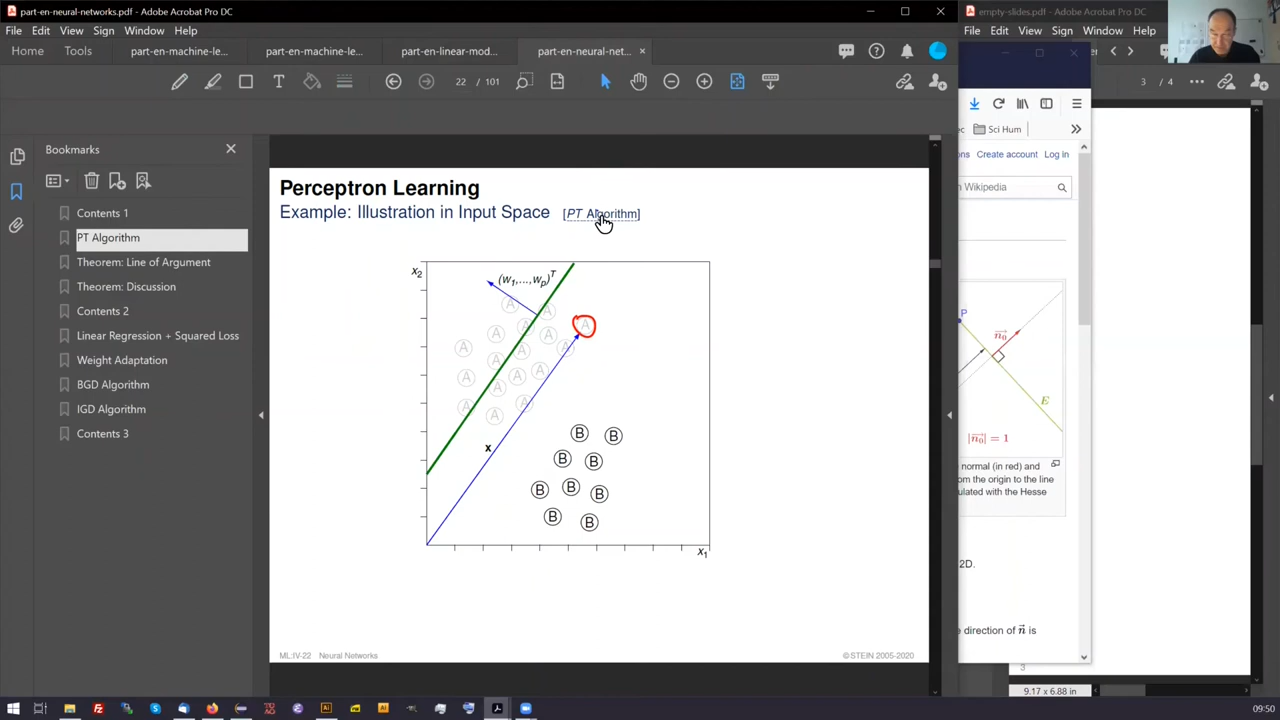 part-en-neural-networks.pdf - Adobe Acrobat Pro DC
File Edit View Sign Window Help
Home Tools part-en-machine-le... part-en-machine-le... part-en-linear-mod... part-en-neural-net... ×
22 / 101
Bookmarks
Contents 1
PT Algorithm
Theorem: Line of Argument
Theorem: Discussion
Contents 2
Linear Regression + Squared Loss
Weight Adaptation
BGD Algorithm
IGD Algorithm
Contents 3
Perceptron Learning
Example: Illustration in Input Space [PT Algorithm]
x2
(w1,...,wp)T
A A
A A A
A A A A
A A A
A A A
A A
x
B B
B B
B B B
B B
x1
ML:IV-22 Neural Networks
© STEIN 2005-2020
empty-slides.pdf - Adobe Acrobat Pro DC
File Edit View Sign Window Help
3 / 4
ec Sci Hum
ons Create account Log in
n Wikipedia
P
n0
E
|n0| = 1
normal (in red) and
rom the origin to the line
ulated with the Hesse
2D.
e direction of n is
3
9.17 x 6.88 in
09:50